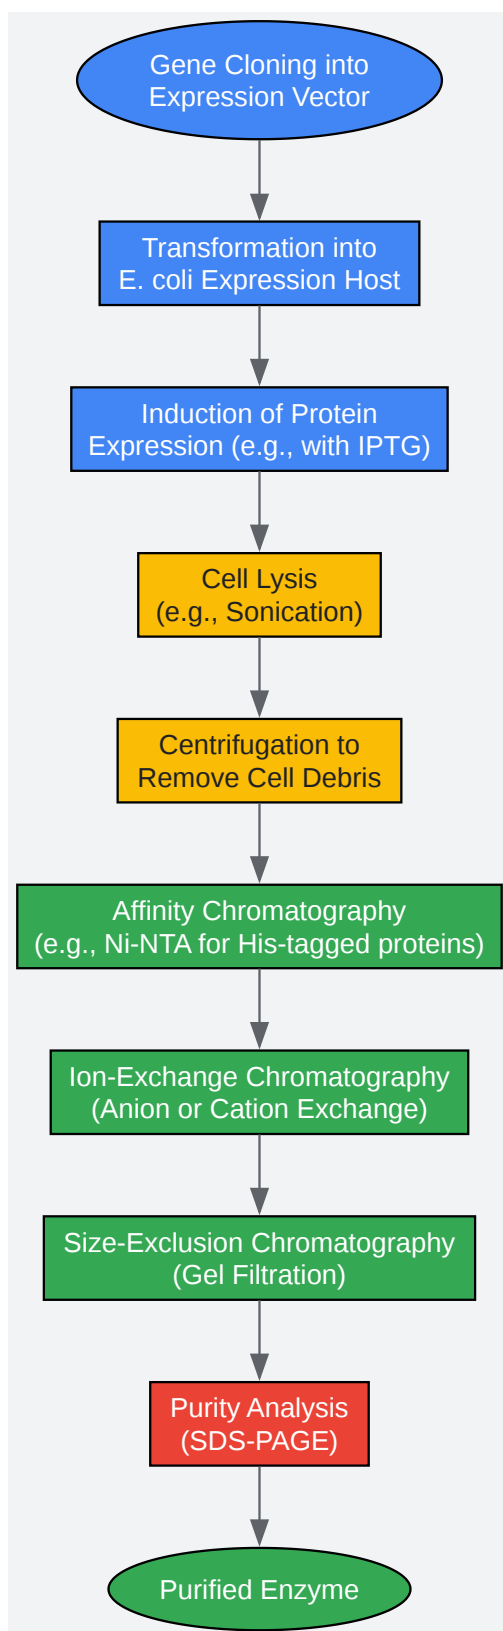 Gene Cloning into
Expression Vector
Transformation into
E. coli Expression Host
Induction of Protein
Expression (e.g., with IPTG)
Cell Lysis
(e.g., Sonication)
Centrifugation to
Remove Cell Debris
Affinity Chromatography
(e.g., Ni-NTA for His-tagged proteins)
Ion-Exchange Chromatography
(Anion or Cation Exchange)
Size-Exclusion Chromatography
(Gel Filtration)
Purity Analysis
(SDS-PAGE)
Purified Enzyme